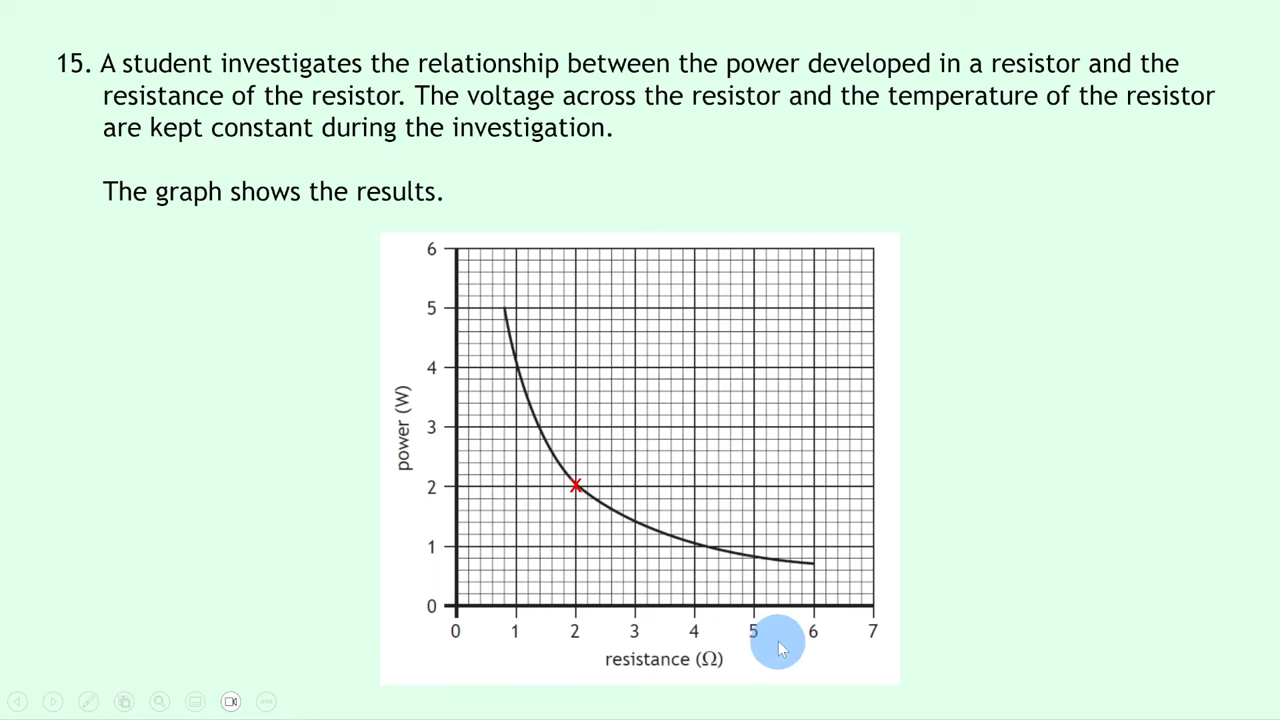 15. A student investigates the relationship between the power developed in a resistor and the
resistance of the resistor. The voltage across the resistor and the temperature of the resistor
are kept constant during the investigation.
The graph shows the results.
6
5
4
3
2
1
0
power (W)
0 1 2 3 4 5 6 7
resistance (Ω)